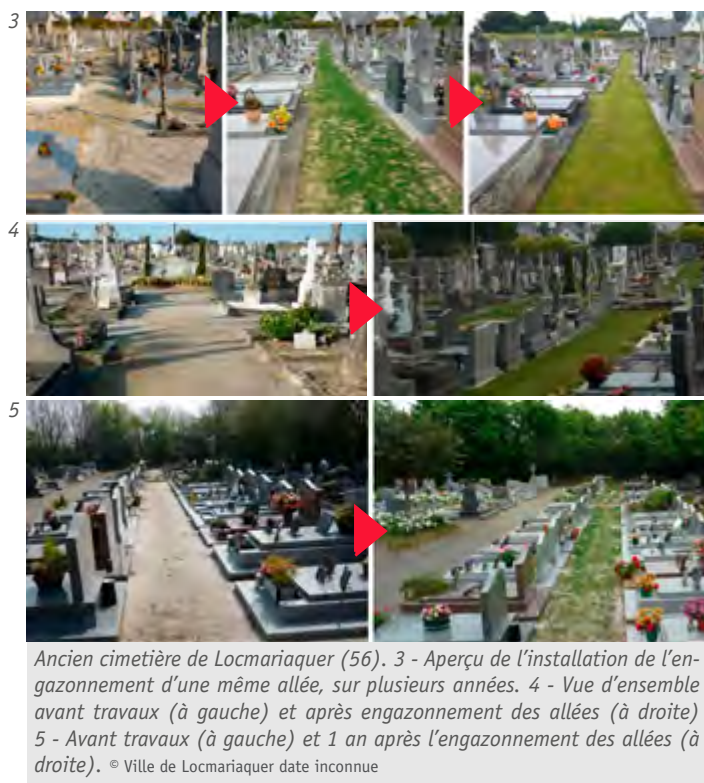 3
4
5
Ancien cimetière de Locmariaquer (56). 3 - Aperçu de l'installation de l'en-
gazonnement d'une même allée, sur plusieurs années. 4 - Vue d'ensemble
avant travaux (à gauche) et après engazonnement des allées (à droite)
5 - Avant travaux (à gauche) et 1 an après l'engazonnement des allées (à
droite). © Ville de Locmariaquer date inconnue